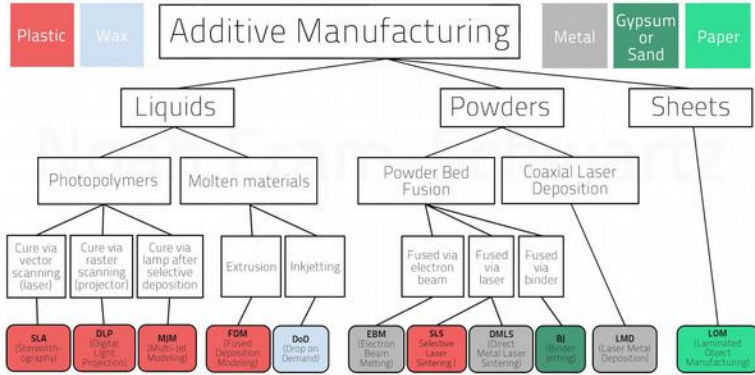 Plastic
Wax
Additive Manufacturing
Metal
Gypsum
or
Sand
Paper
Liquids
Powders
Sheets
Photopolymers
Molten materials
Powder Bed
Fusion
Coaxial Laser
Deposition
Cure via
vector
scanning
(laser)
Cure via
raster
scanning
(projector)
Cure via
lamp after
selective
deposition
Extrusion
Inkjetting
Fused via
electron
beam
Fused
via
laser
Fused
via
binder
SLA
(Stereolith-
ography)
DLP
(Digital
Light
Projection)
MJM
(Multi-Jet
Modeling)
FDM
(Fused
Deposition
Modeling)
DoD
(Drop on
Demand)
EBM
(Electron
Beam
Melting)
SLS
Selective
Laser
Sintering)
DMLS
(Direct
Metal Laser
Sintering)
BJ
(Binder
Jetting)
LMD
(Laser Metal
Deposition)
LOM
(Laminated
Object
Manufacturing)